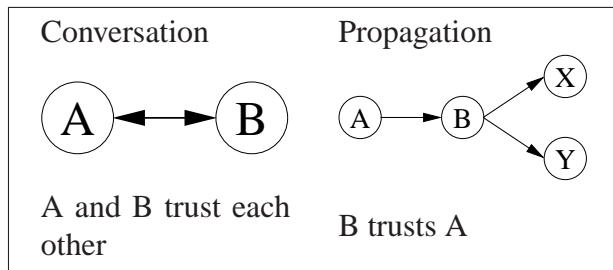 Conversation
A B
A and B trust each
other
Propagation
X
A B
Y
B trusts A